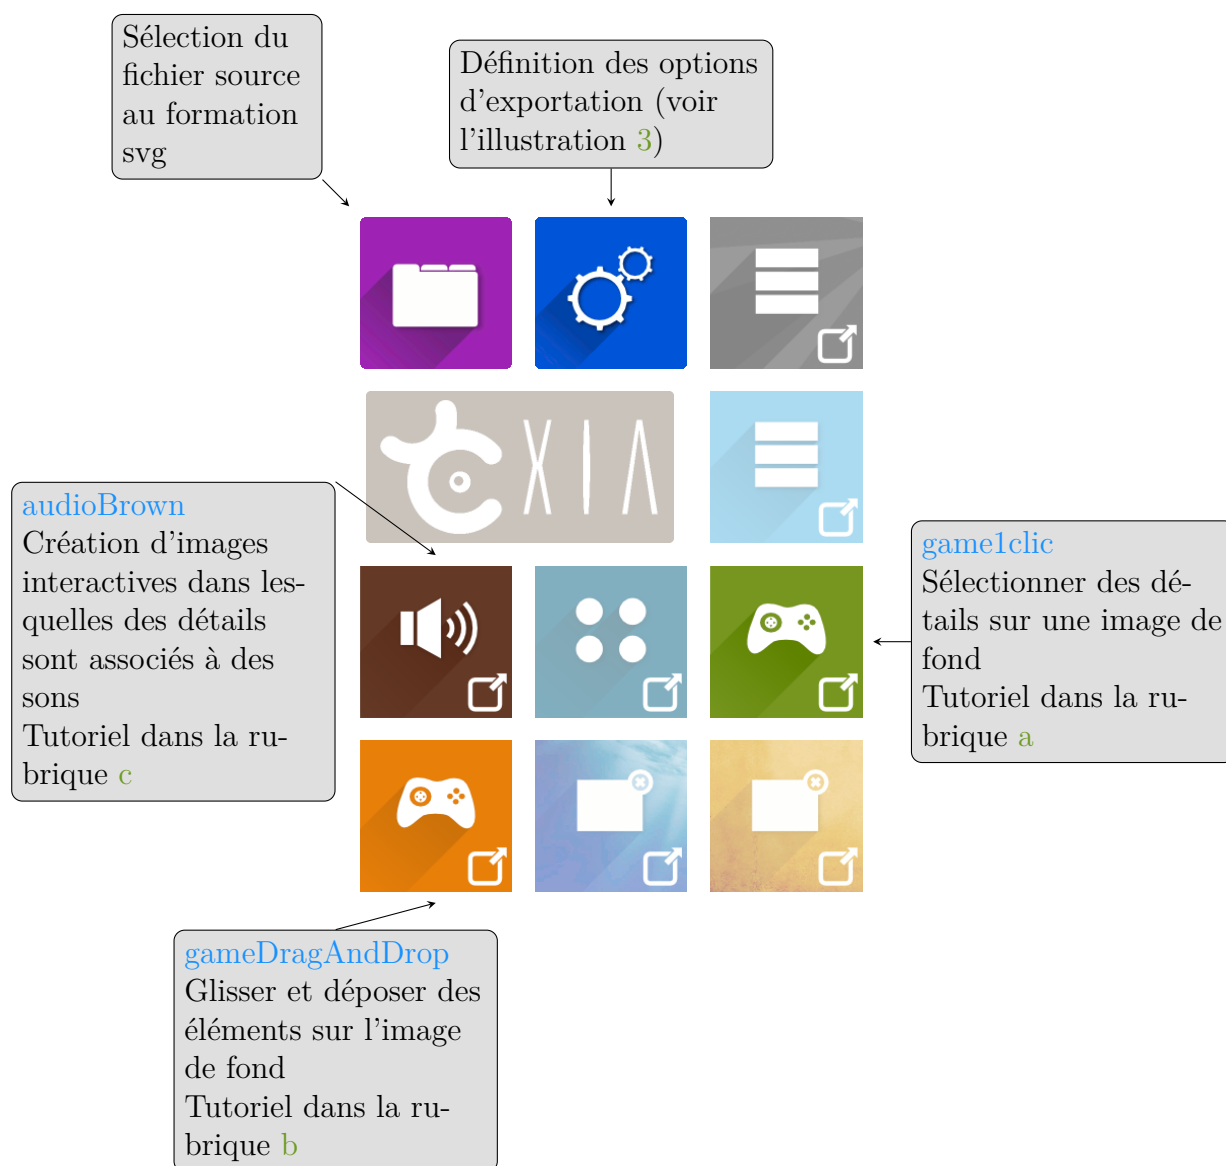 Sélection du
fichier source
au formation
svg
Définition des options
d'exportation (voir
l'illustration 3)
XIA
audioBrown
Création d'images
interactives dans les-
quelles des détails
sont associés à des
sons
Tutoriel dans la ru-
brique c
game1clic
Sélectionner des dé-
tails sur une image de
fond
Tutoriel dans la ru-
brique a
gameDragAndDrop
Glisser et déposer des
éléments sur l'image
de fond
Tutoriel dans la ru-
brique b